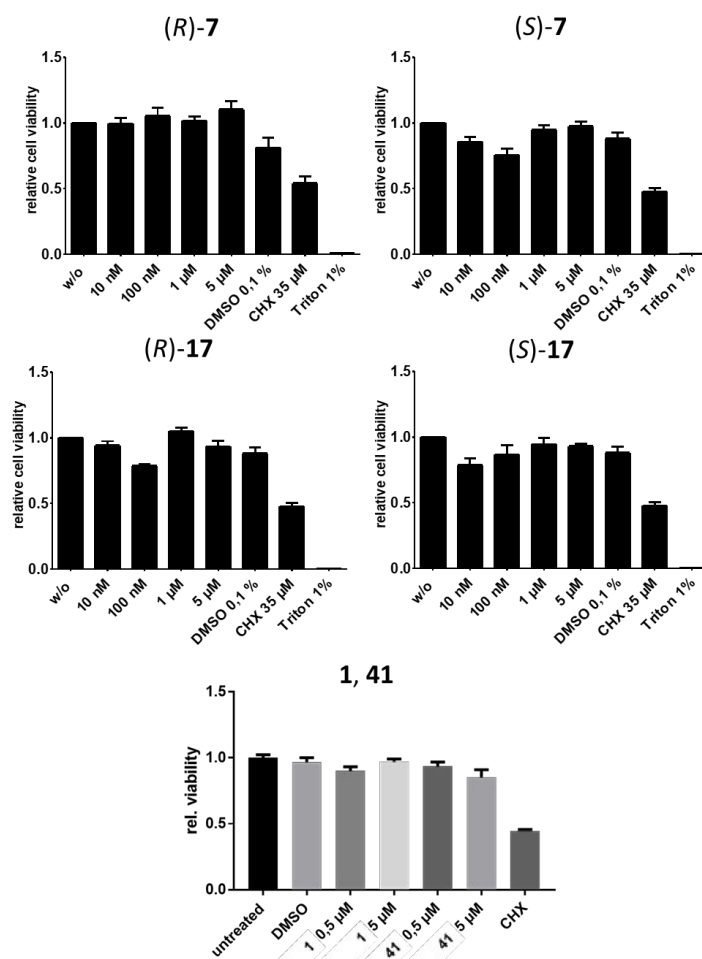 (R)-7
1.5
1.0
0.5
0.0
relative cell viability
w/o
10 nM
100 nM
1 µM
5 µM
DMSO 0,1 %
CHX 35 µM
Triton 1%
(S)-7
1.5
1.0
0.5
0.0
relative cell viability
w/o
10 nM
100 nM
1 µM
5 µM
DMSO 0,1 %
CHX 35 µM
Triton 1%
(R)-17
1.5
1.0
0.5
0.0
relative cell viability
w/o
10 nM
100 nM
1 µM
5 µM
DMSO 0,1 %
CHX 35 µM
Triton 1%
(S)-17
1.5
1.0
0.5
0.0
relative cell viability
w/o
10 nM
100 nM
1 µM
5 µM
DMSO 0,1 %
CHX 35 µM
Triton 1%
1, 41
1.5
1.0
0.5
0.0
rel. viability
untreated
DMSO
1 0,5 µM
1 5 µM
41 0,5 µM
41 5 µM
CHX